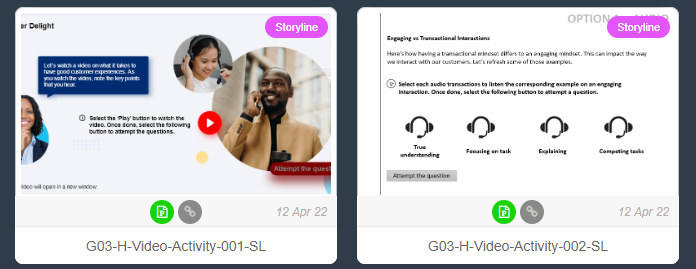 er Delight
Storyline
Let's watch a video on what it takes to
have good customer experiences. As
you watch the video, note the key points
that you hear.
Select the 'Play' button to watch the
video. Once done, select the following
button to attempt the questions.
Attempt the quest
video will open in a new window.
12 Apr 22
G03-H-Video-Activity-001-SL
OPTION
AUDIO
Storyline
Engaging vs Transactional Interactions
Here's how having a transactional mindset differs to an engaging mindset. This can impact the way
we interact with our customers. Let's refresh some of those examples.
Select each audio transactions to listen the corresponding example on an engaging
interaction. Once done, select the following button to attempt a question.
True
understanding
Focusing on task
Explaining
Competing tasks
Attempt the question
12 Apr 22
G03-H-Video-Activity-002-SL